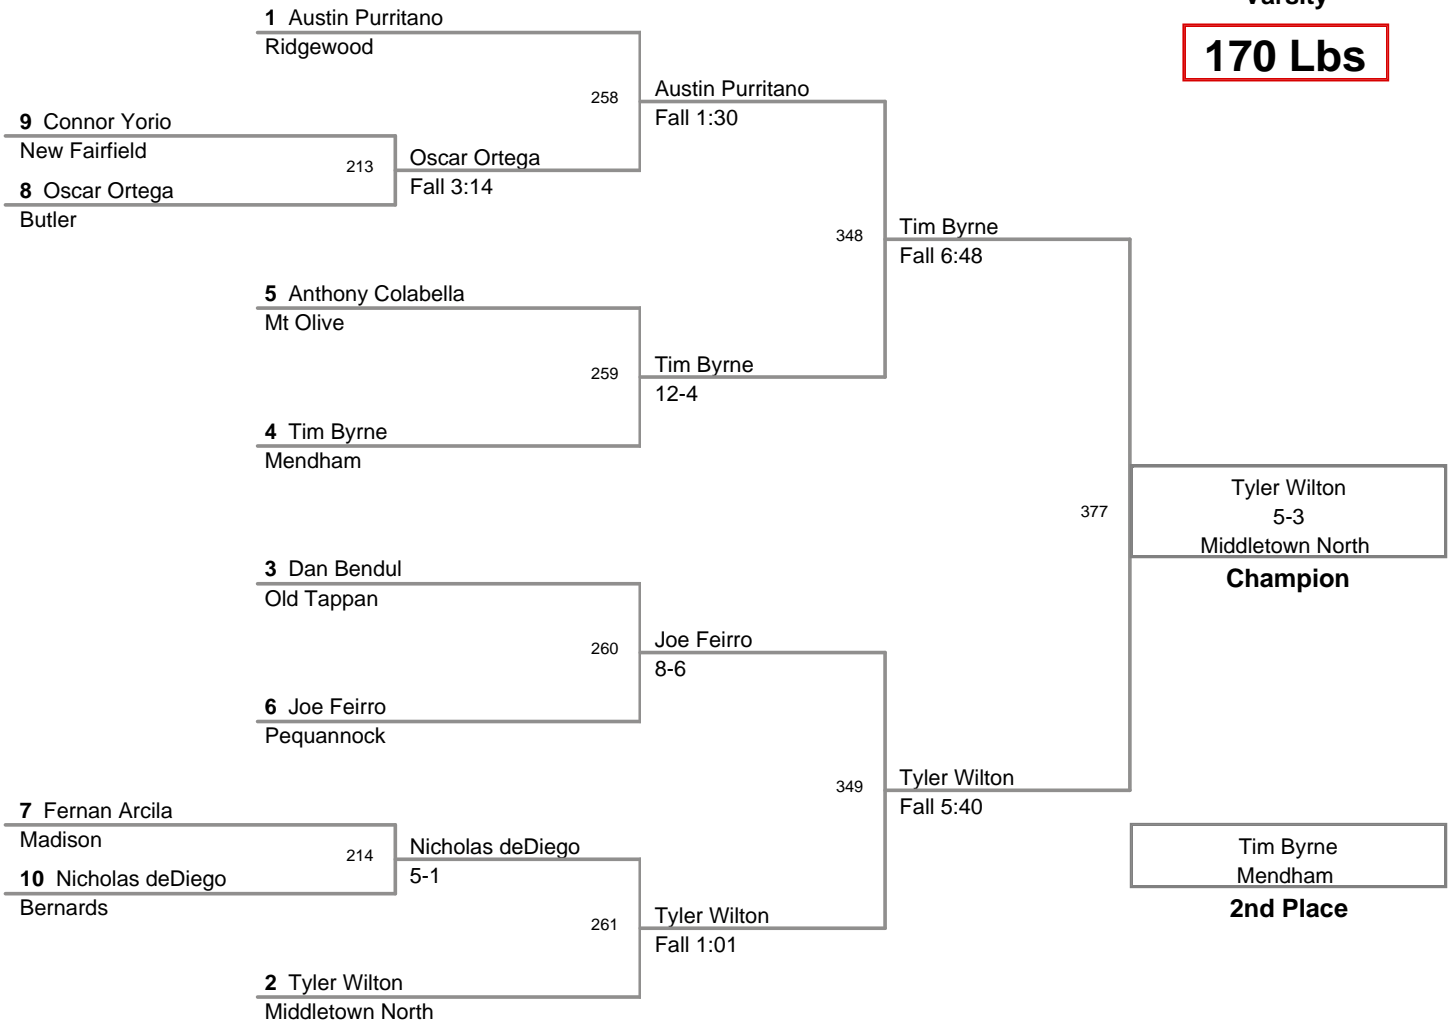 Varsity
170 Lbs
1 Austin Purritano
Ridgewood
258
Austin Purritano
Fall 1:30
9 Connor Yorio
New Fairfield
213
Oscar Ortega
Fall 3:14
8 Oscar Ortega
Butler
348
Tim Byrne
Fall 6:48
5 Anthony Colabella
Mt Olive
259
Tim Byrne
12-4
4 Tim Byrne
Mendham
377
Tyler Wilton
5-3
Middletown North
Champion
3 Dan Bendul
Old Tappan
260
Joe Feirro
8-6
6 Joe Feirro
Pequannock
349
Tyler Wilton
Fall 5:40
7 Fernan Arcila
Madison
214
Nicholas deDiego
5-1
10 Nicholas deDiego
Bernards
261
Tyler Wilton
Fall 1:01
2 Tyler Wilton
Middletown North
Tim Byrne
Mendham
2nd Place